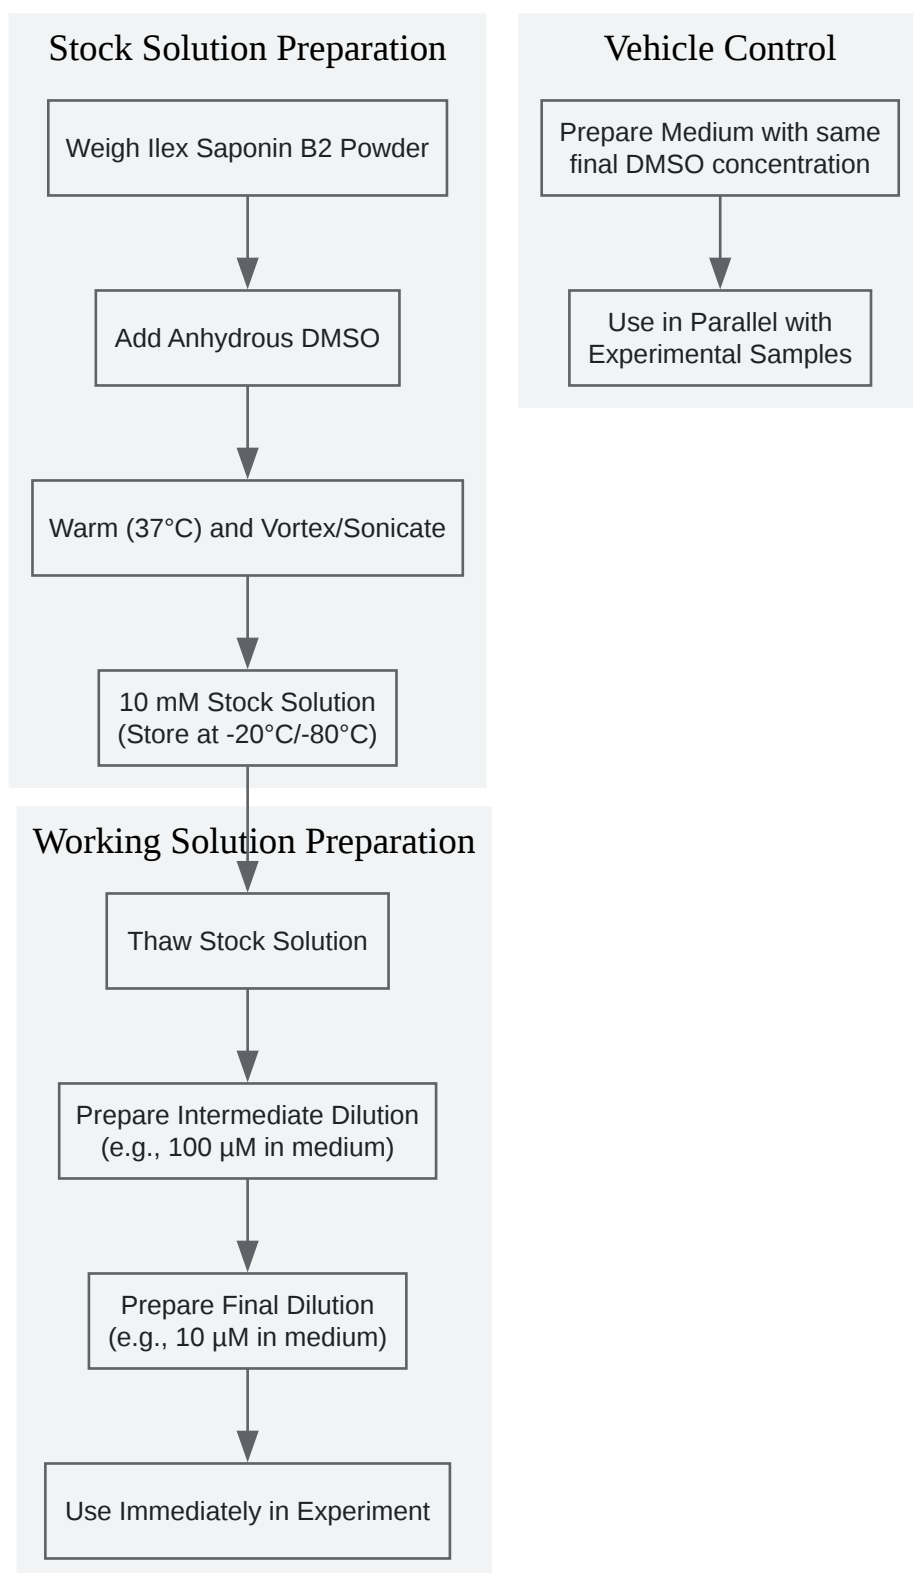 Stock Solution Preparation
Weigh Ilex Saponin B2 Powder
Add Anhydrous DMSO
Warm (37°C) and Vortex/Sonicate
10 mM Stock Solution
(Store at -20°C/-80°C)
Working Solution Preparation
Thaw Stock Solution
Prepare Intermediate Dilution
(e.g., 100 µM in medium)
Prepare Final Dilution
(e.g., 10 µM in medium)
Use Immediately in Experiment
Vehicle Control
Prepare Medium with same
final DMSO concentration
Use in Parallel with
Experimental Samples